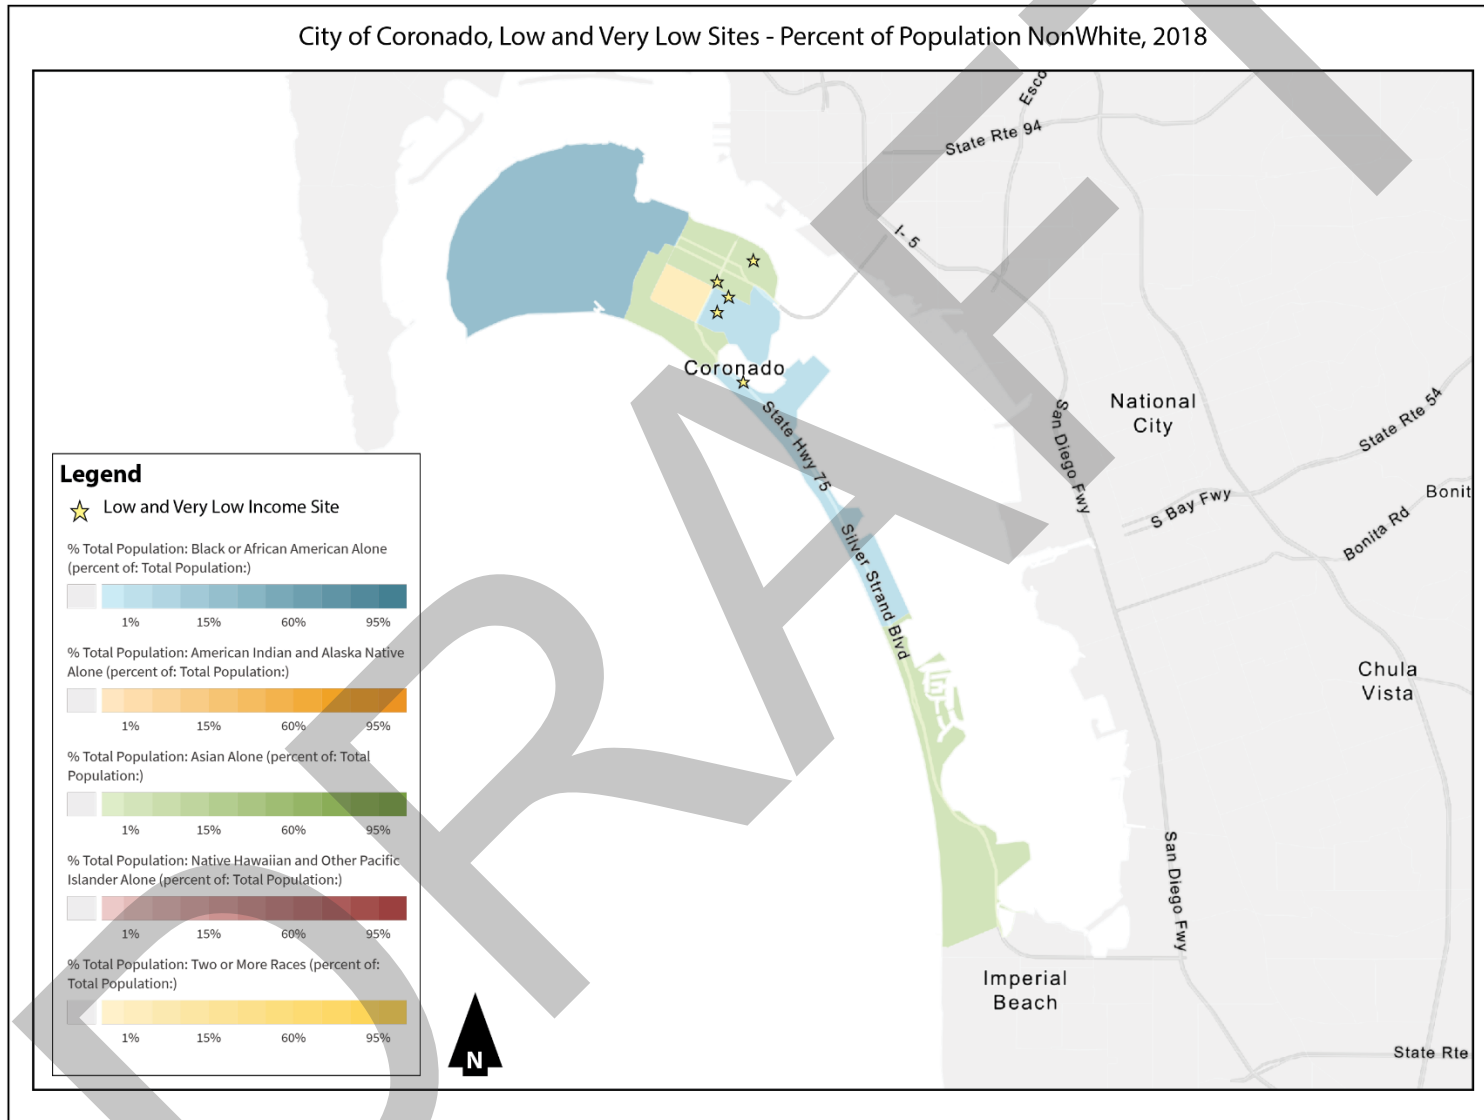 City of Coronado, Low and Very Low Sites - Percent of Population NonWhite, 2018
Esco
State Rte 94
I- 5
Coronado
State Hwy 75
National
City
San Diego Fwy
State Rte 54
S Bay Fwy
Bonit
Bonita Rd
Silver Strand Blvd
Chula
Vista
San Diego Fwy
Imperial
Beach
State Rte
Legend
Low and Very Low Income Site
% Total Population: Black or African American Alone
(percent of: Total Population:)
1% 15% 60% 95%
% Total Population: American Indian and Alaska Native
Alone (percent of: Total Population:)
1% 15% 60% 95%
% Total Population: Asian Alone (percent of: Total
Population:)
1% 15% 60% 95%
% Total Population: Native Hawaiian and Other Pacific
Islander Alone (percent of: Total Population:)
1% 15% 60% 95%
% Total Population: Two or More Races (percent of:
Total Population:)
1% 15% 60% 95%
N
DRAFT